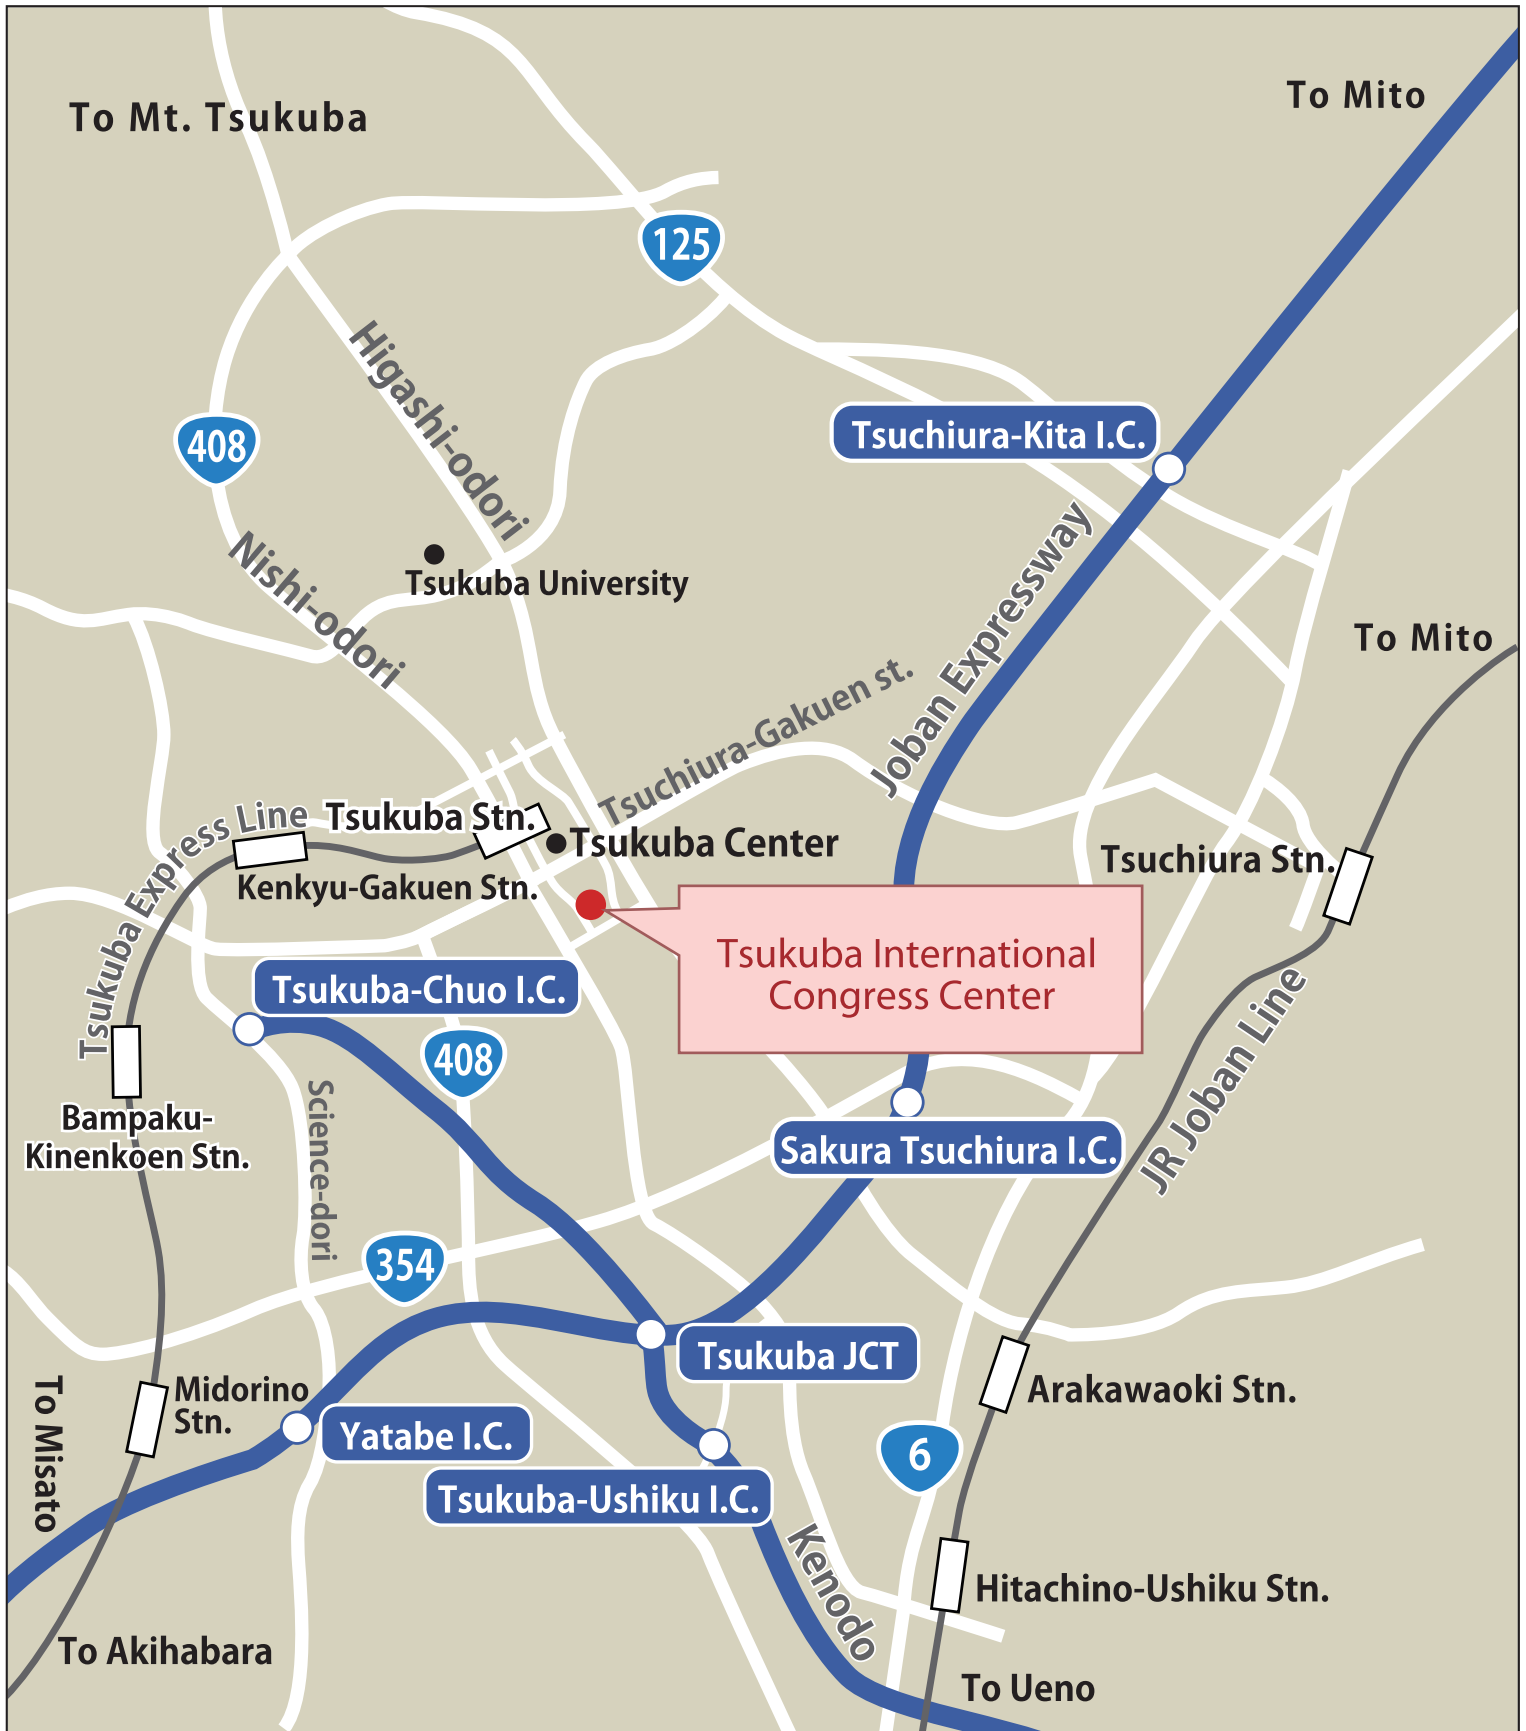 To Mito
To Mt. Tsukuba
125
Higashi-odori
408
Tsuchiura-Kita I.C.
Nishi-odori
Tsukuba University
Joban Expressway
To Mito
Tsuchiura-Gakuen st.
Tsukuba Express Line
Tsukuba Stn.
Tsukuba Center
Kenkyu-Gakuen Stn.
Tsuchiura Stn.
Tsukuba International
Congress Center
Tsukuba-Chuo I.C.
408
JR Joban Line
Bampaku-
Kinenkoen Stn.
Science-dori
Sakura Tsuchiura I.C.
354
Tsukuba JCT
To Misato
Midorino
Stn.
Yatabe I.C.
Arakawaoki Stn.
6
Tsukuba-Ushiku I.C.
Kenodo
Hitachino-Ushiku Stn.
To Akihabara
To Ueno